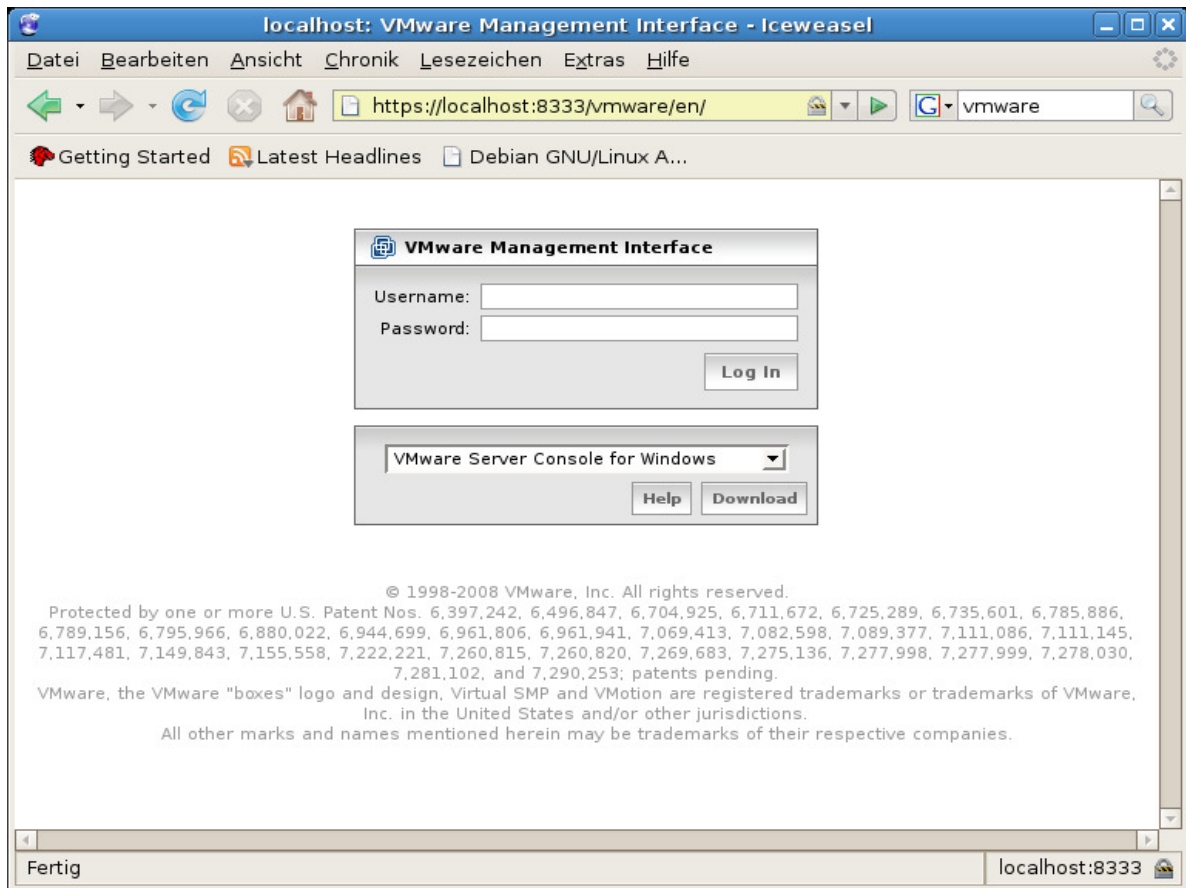 localhost: VMware Management Interface - Iceweasel
Datei Bearbeiten Ansicht Chronik Lesezeichen Extras Hilfe
https://localhost:8333/vmware/en/ G vmware
Getting Started Latest Headlines Debian GNU/Linux A...
VMware Management Interface
Username:
Password:
Log In
VMware Server Console for Windows
Help Download
© 1998-2008 VMware, Inc. All rights reserved.
Protected by one or more U.S. Patent Nos. 6,397,242, 6,496,847, 6,704,925, 6,711,672, 6,725,289, 6,735,601, 6,785,886,
6,789,156, 6,795,966, 6,880,022, 6,944,699, 6,961,806, 6,961,941, 7,069,413, 7,082,598, 7,089,377, 7,111,086, 7,111,145,
7,117,481, 7,149,843, 7,155,558, 7,222,221, 7,260,815, 7,260,820, 7,269,683, 7,275,136, 7,277,998, 7,277,999, 7,278,030,
7,281,102, and 7,290,253; patents pending.
VMware, the VMware "boxes" logo and design, Virtual SMP and VMotion are registered trademarks or trademarks of VMware,
Inc. in the United States and/or other jurisdictions.
All other marks and names mentioned herein may be trademarks of their respective companies.
Fertig localhost:8333